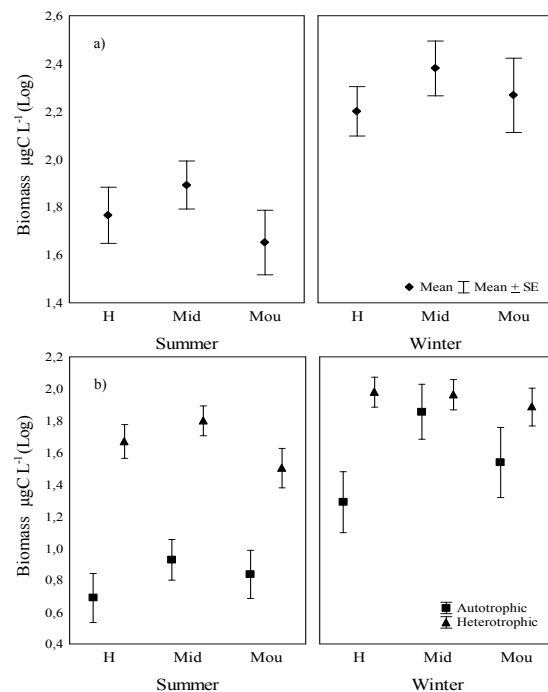 a)
Biomass µgC L-1 (Log)
2,6
2,4
2,2
2,0
1,8
1,6
1,4
H Mid Mou
Summer
H Mid Mou
Winter
Mean Mean ± SE
b)
Biomass µgC L-1 (Log)
2,2
2,0
1,8
1,6
1,4
1,2
1,0
0,8
0,6
0,4
H Mid Mou
Summer
H Mid Mou
Winter
Autotrophic
Heterotrophic